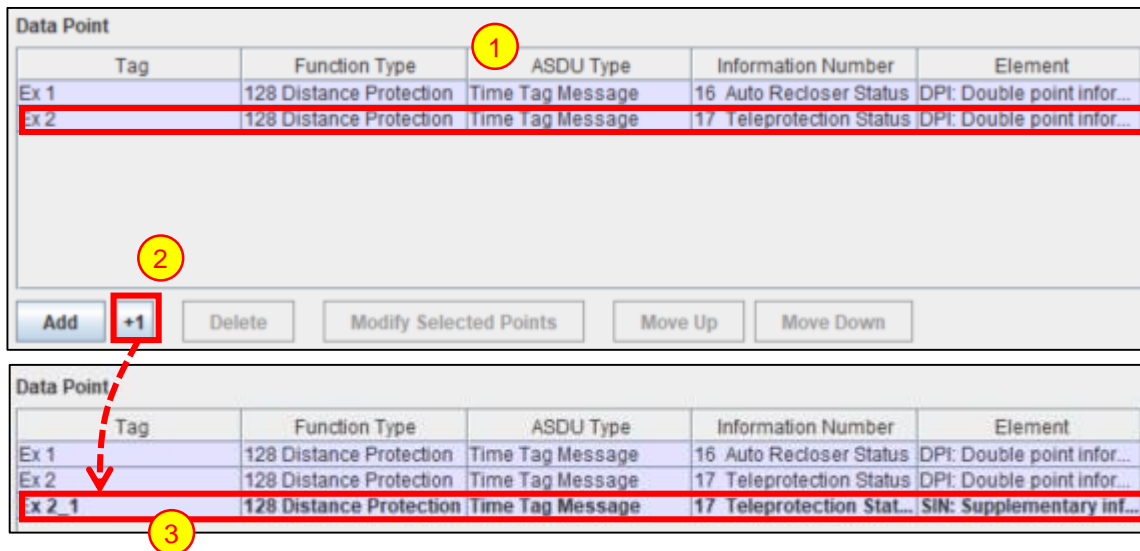 Data Point
1
Tag Function Type ASDU Type Information Number Element
Ex 1 128 Distance Protection Time Tag Message 16 Auto Recloser Status DPI: Double point infor...
Ex 2 128 Distance Protection Time Tag Message 17 Teleprotection Status DPI: Double point infor...
2
Add +1 Delete Modify Selected Points Move Up Move Down
Data Point
Tag Function Type ASDU Type Information Number Element
Ex 1 128 Distance Protection Time Tag Message 16 Auto Recloser Status DPI: Double point infor...
Ex 2 128 Distance Protection Time Tag Message 17 Teleprotection Status DPI: Double point infor...
Ex 2_1 128 Distance Protection Time Tag Message 17 Teleprotection Stat... SIN: Supplementary inf...
3